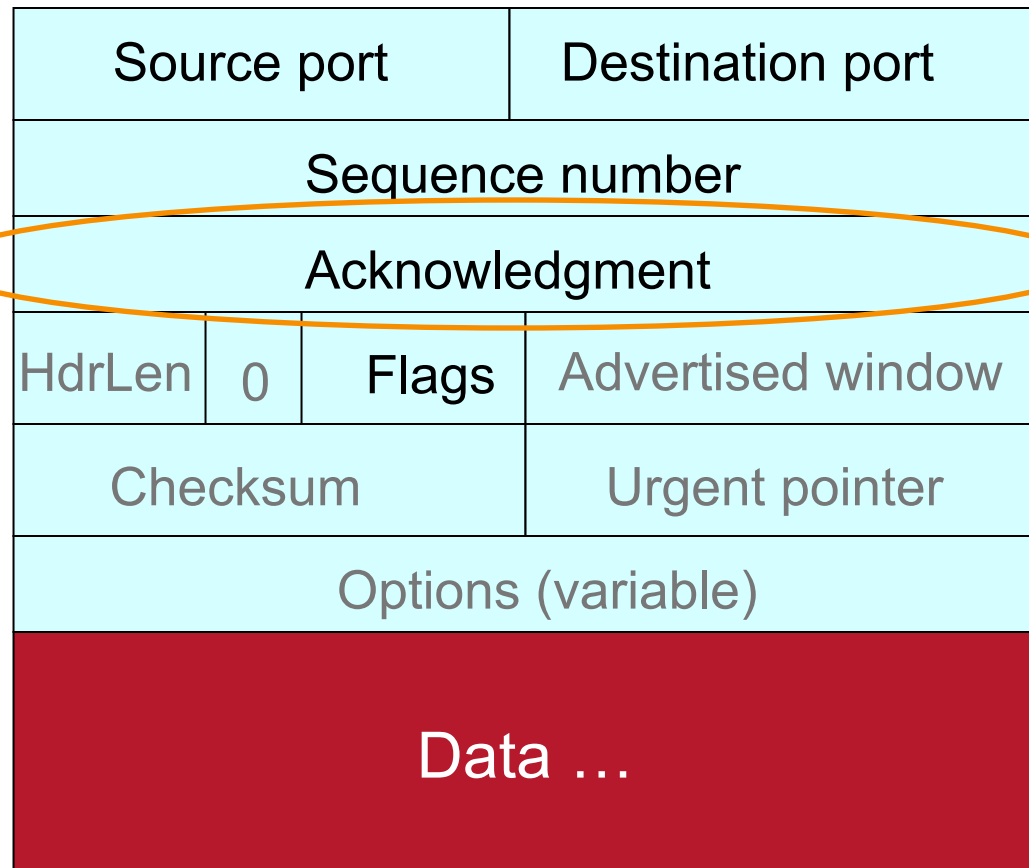 Source port Destination port
Sequence number
Acknowledgment
HdrLen 0 Flags Advertised window
Checksum Urgent pointer
Options (variable)
Data …